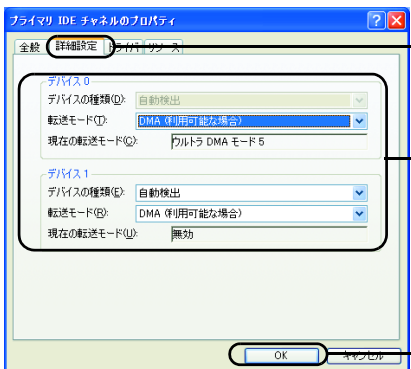 プライマリ IDE チャネルのプロパティ
全般 詳細設定 ドライバ リソース
デバイス 0
デバイスの種類(D): 自動検出
転送モード(T): DMA (利用可能な場合)
現在の転送モード(C): ウルトラ DMA モード 5
デバイス 1
デバイスの種類(E): 自動検出
転送モード(R): DMA (利用可能な場合)
現在の転送モード(U): 無効
OK キャンセル